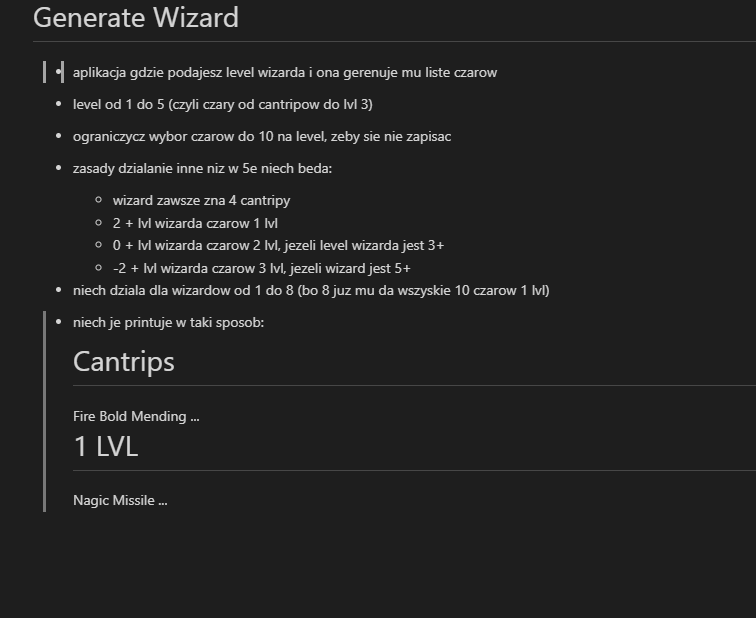 Generate Wizard
aplikacja gdzie podajesz level wizarda i ona gerenuje mu liste czarow
level od 1 do 5 (czyli czary od cantripow do lvl 3)
ograniczycz wybor czarow do 10 na level, zeby sie nie zapisac
zasady dzialanie inne niz w 5e niech beda:
wizard zawsze zna 4 cantripy
2 + lvl wizarda czarow 1 lvl
0 + lvl wizarda czarow 2 lvl, jezeli level wizarda jest 3+
-2 + lvl wizarda czarow 3 lvl, jezeli wizard jest 5+
niech dziala dla wizardow od 1 do 8 (bo 8 juz mu da wszyskie 10 czarow 1 lvl)
niech je printuje w taki sposob:
Cantrips
Fire Bold Mending ...
1 LVL
Nagic Missile ...